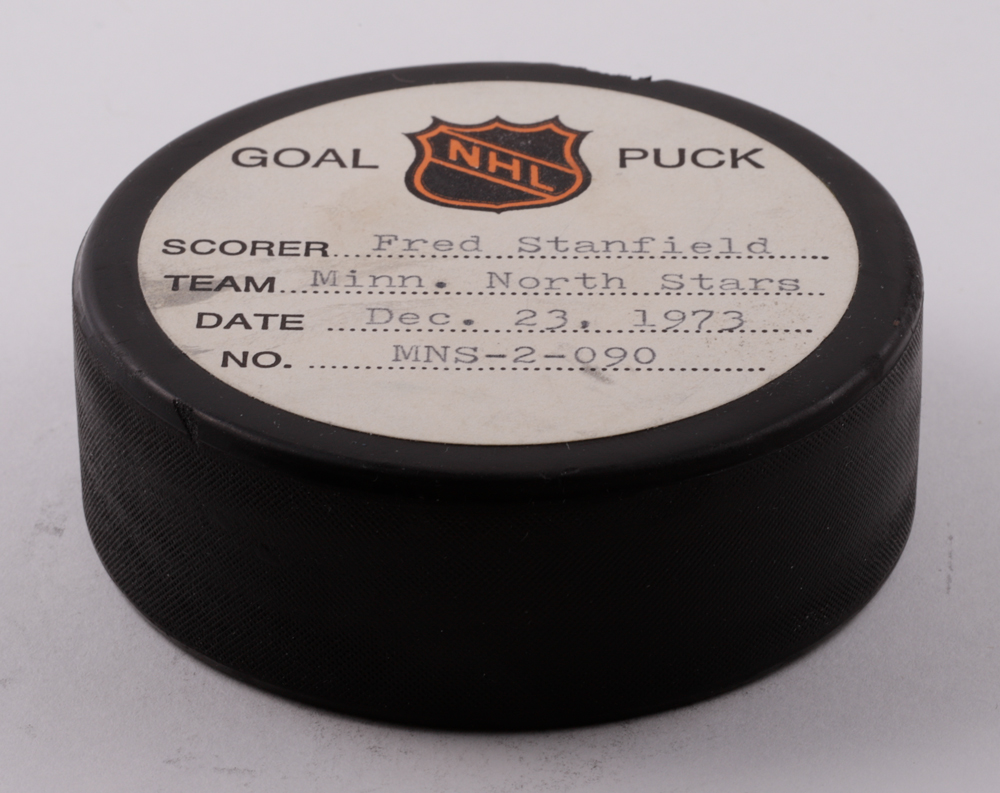 GOAL NHL PUCK
SCORER Fred Stanfield
TEAM Minn. North Stars
DATE Dec. 23, 1973
NO. MNS-2-090